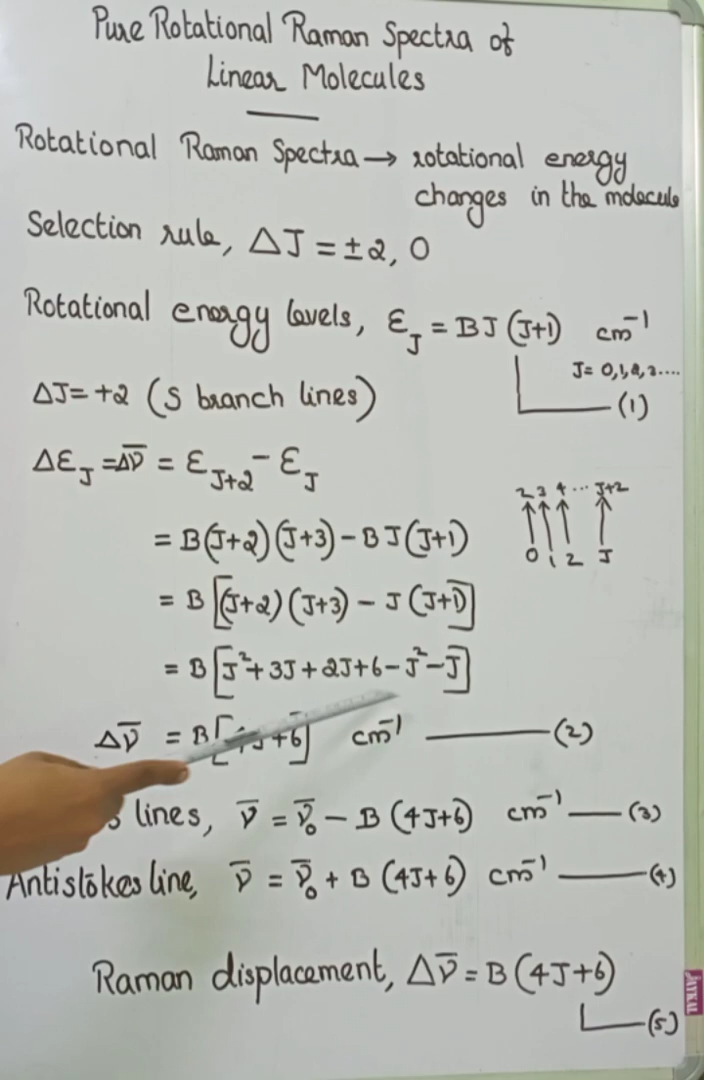 Pure Rotational Raman Spectra of
Linear Molecules
Rotational Raman Spectra → rotational energy
changes in the molecule
Selection rule, ΔJ = ±2, 0
Rotational energy levels, ε_J = BJ(J+1) cm⁻¹
J = 0,1,2,3....
(1)
ΔJ = +2 (S branch lines)
Δε_J = Δν̄ = ε_J+2 - ε_J
2 3 4 ... J+2
0 1 2 J
= B(J+2)(J+3) - BJ(J+1)
= B[(J+2)(J+3) - J(J+1)]
= B[J² + 3J + 2J + 6 - J² - J]
Δν̄ = B[4J+6] cm⁻¹ (2)
lines, ν̄ = ν̄₀ - B(4J+6) cm⁻¹ (3)
Antistokes line, ν̄ = ν̄₀ + B(4J+6) cm⁻¹ (4)
Raman displacement, Δν̄ = B(4J+6)
(5)